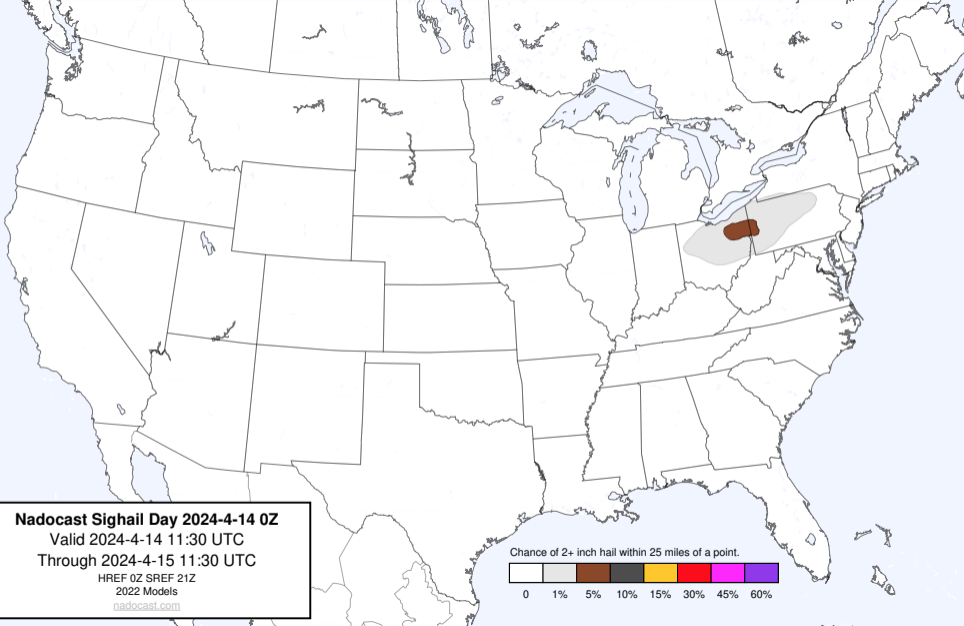 Nadocast Sighail Day 2024-4-14 0Z
Valid 2024-4-14 11:30 UTC
Through 2024-4-15 11:30 UTC
HREF 0Z SREF 21Z
2022 Models
nadocast.com
Chance of 2+ inch hail within 25 miles of a point.
0 1% 5% 10% 15% 30% 45% 60%